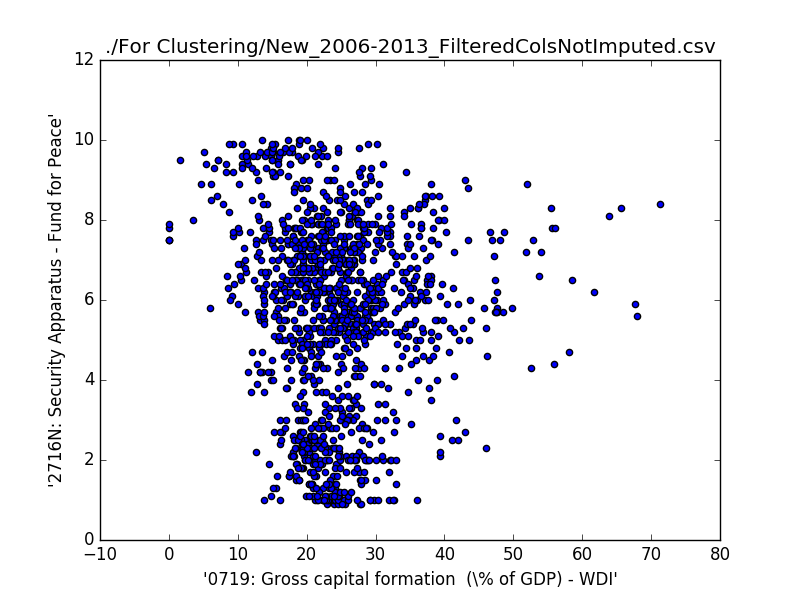 ./For Clustering/New_2006-2013_FilteredColsNotImputed.csv
12
10
8
6
4
2
0
'2716N: Security Apparatus - Fund for Peace'
−10 0 10 20 30 40 50 60 70 80
'0719: Gross capital formation  (\% of GDP) - WDI'